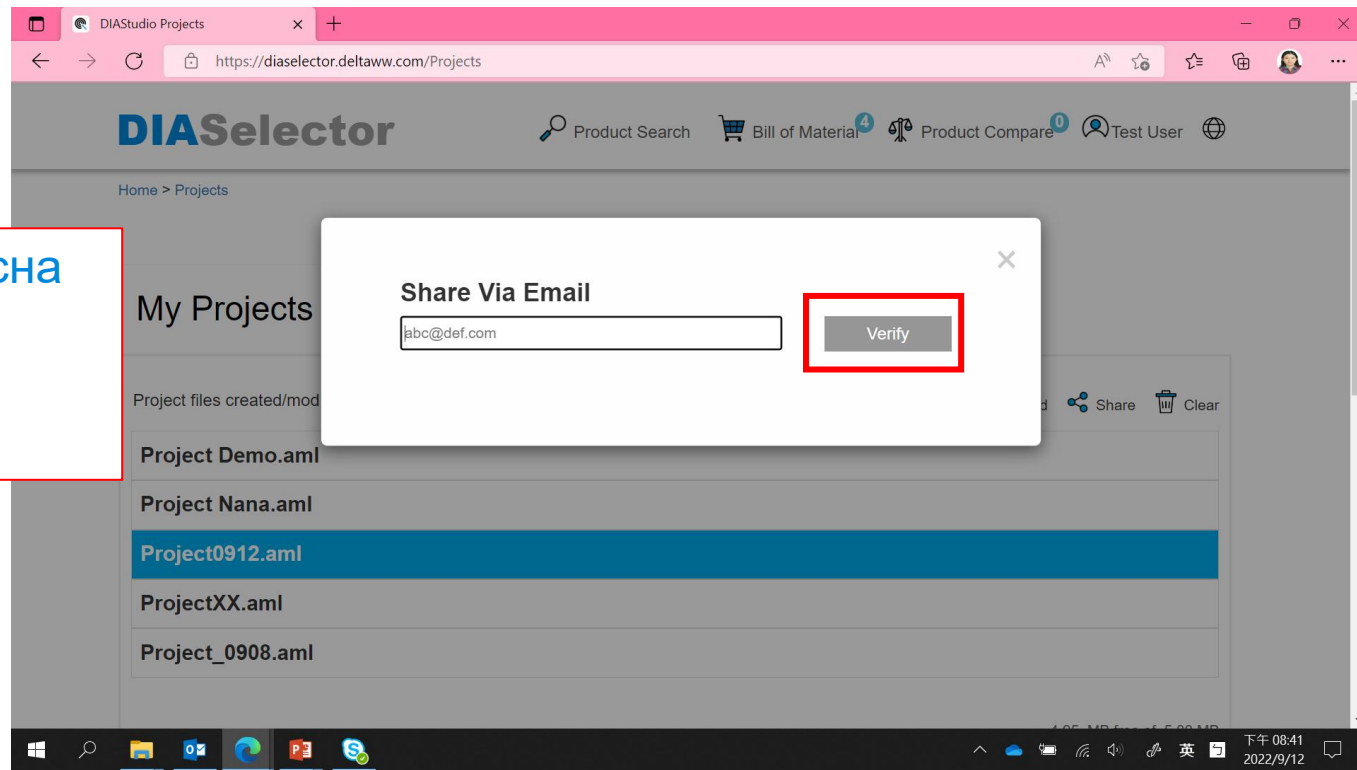 DIAStudio Projects
https://diaselector.deltaww.com/Projects
DIASelector
Product Search
Bill of Material 4
Product Compare 0
Test User
Home > Projects
My Projects
Share Via Email
abc@def.com
Verify
Project files created/mod
Share
Clear
Project Demo.aml
Project Nana.aml
Project0912.aml
ProjectXX.aml
Project_0908.aml
英
下午 08:41
2022/9/12